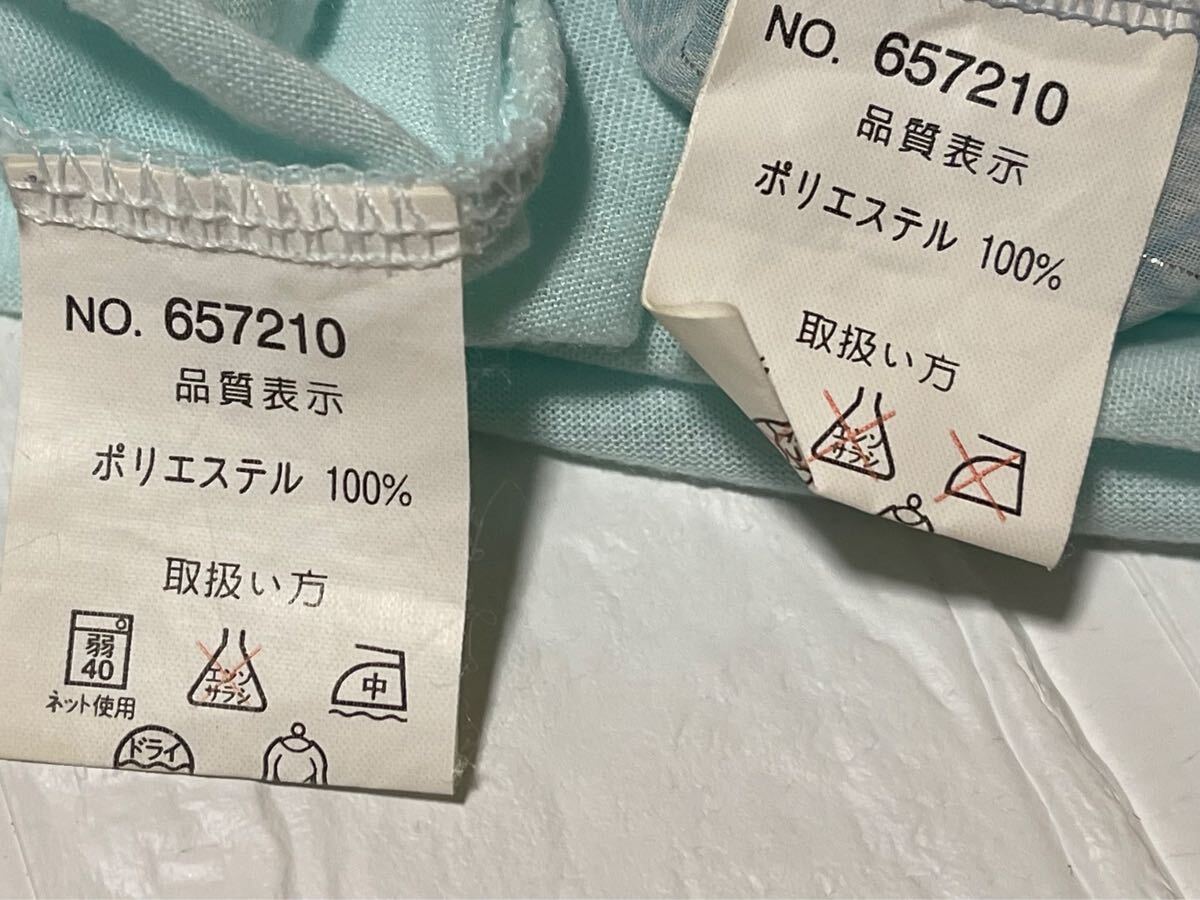 NO. 657210
品質表示
ポリエステル 100%
取扱い方
弱
40
ネット使用
エンソ
サラシ
中
ドライ
NO. 657210
品質表示
ポリエステル 100%
取扱い方
エンソ
サラシ